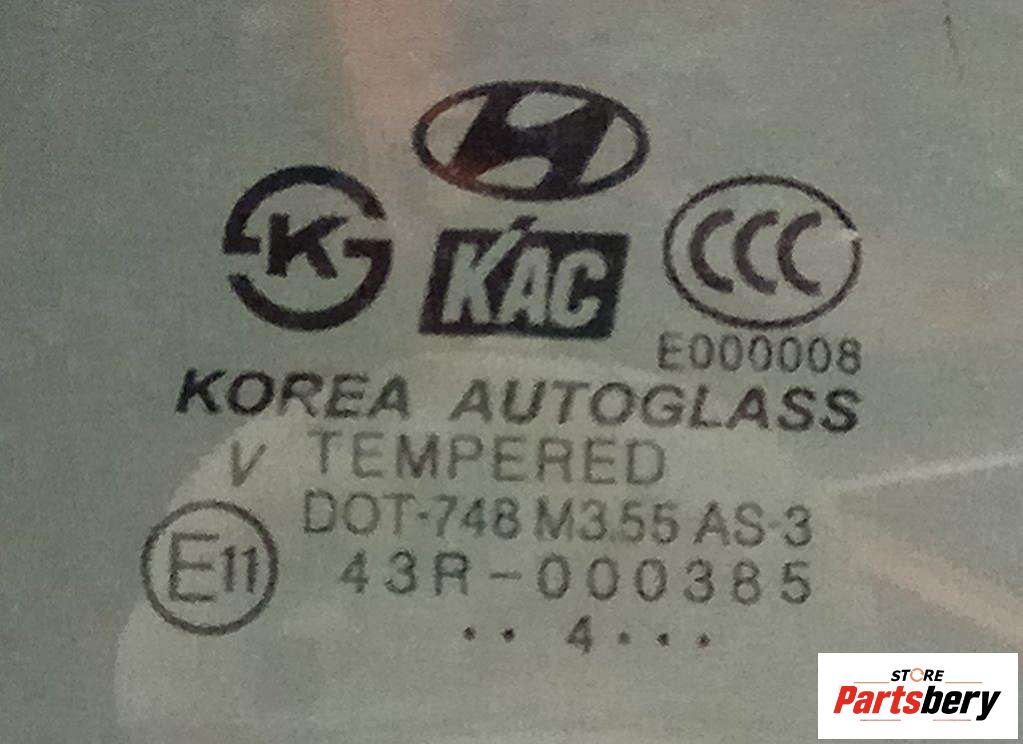 K
KAC
CCC
E000008
KOREA AUTOGLASS
V TEMPERED
DOT-748 M3.55 AS-3
E11 43R-000385
•• 4•••
STORE
Partsbery